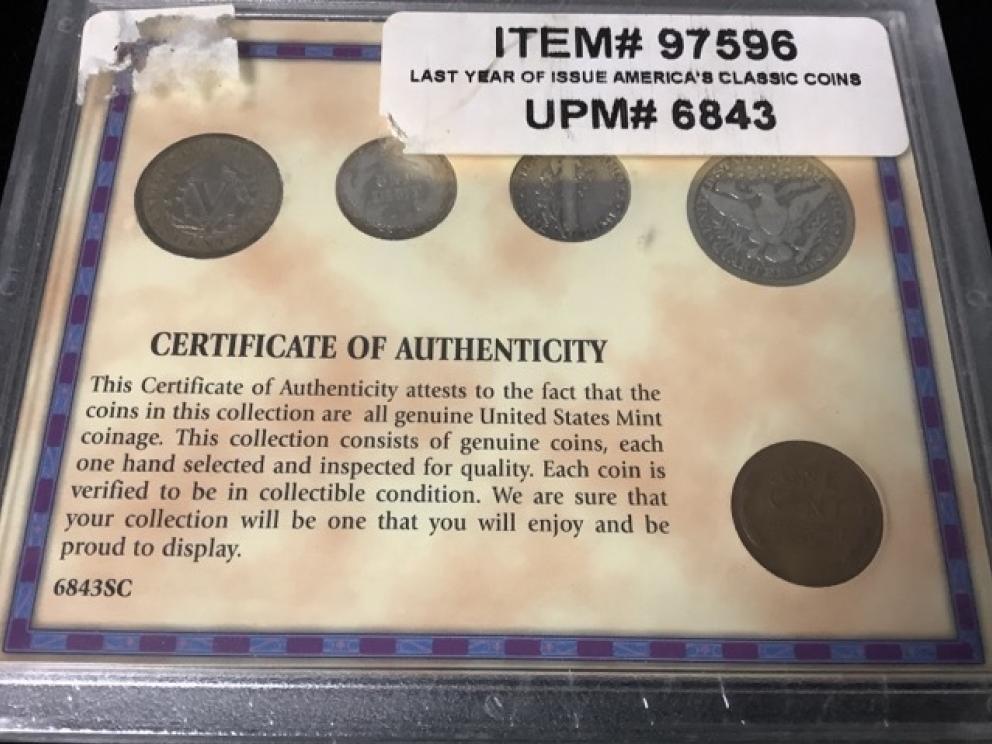 ITEM# 97596
LAST YEAR OF ISSUE AMERICA'S CLASSIC COINS
UPM# 6843
V
CERTIFICATE OF AUTHENTICITY
This Certificate of Authenticity attests to the fact that the
coins in this collection are all genuine United States Mint
coinage. This collection consists of genuine coins, each
one hand selected and inspected for quality. Each coin is
verified to be in collectible condition. We are sure that
your collection will be one that you will enjoy and be
proud to display.
6843SC